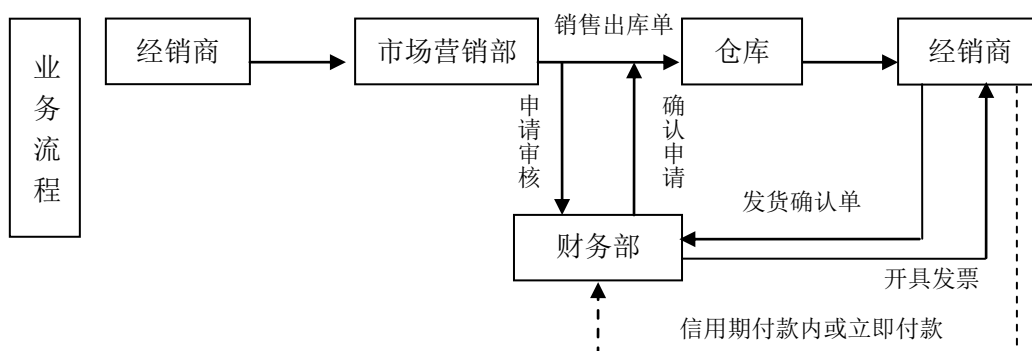 业务流程
经销商
市场营销部
销售出库单
仓库
经销商
申请审核
确认申请
发货确认单
财务部
开具发票
信用期付款内或立即付款